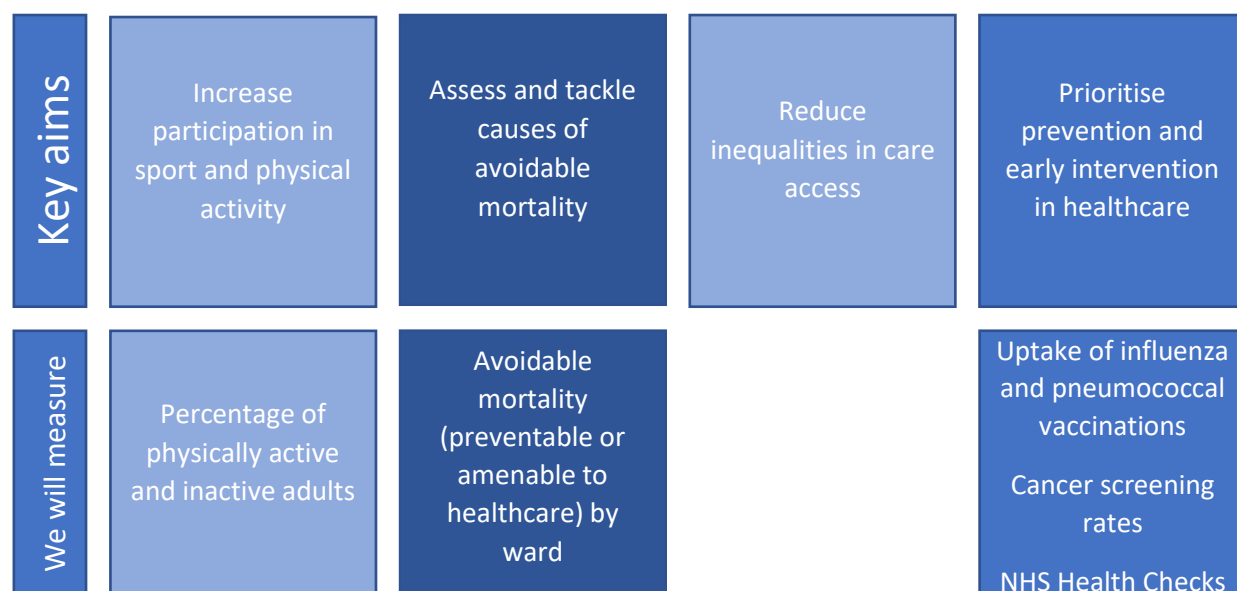 Key aims
Increase
participation in
sport and physical
activity
Assess and tackle
causes of
avoidable
mortality
Reduce
inequalities in care
access
Prioritise
prevention and
early intervention
in healthcare
We will measure
Percentage of
physically active
and inactive adults
Avoidable
mortality
(preventable or
amenable to
healthcare) by
ward
Uptake of influenza
and pneumococcal
vaccinations
Cancer screening
rates
NHS Health Checks